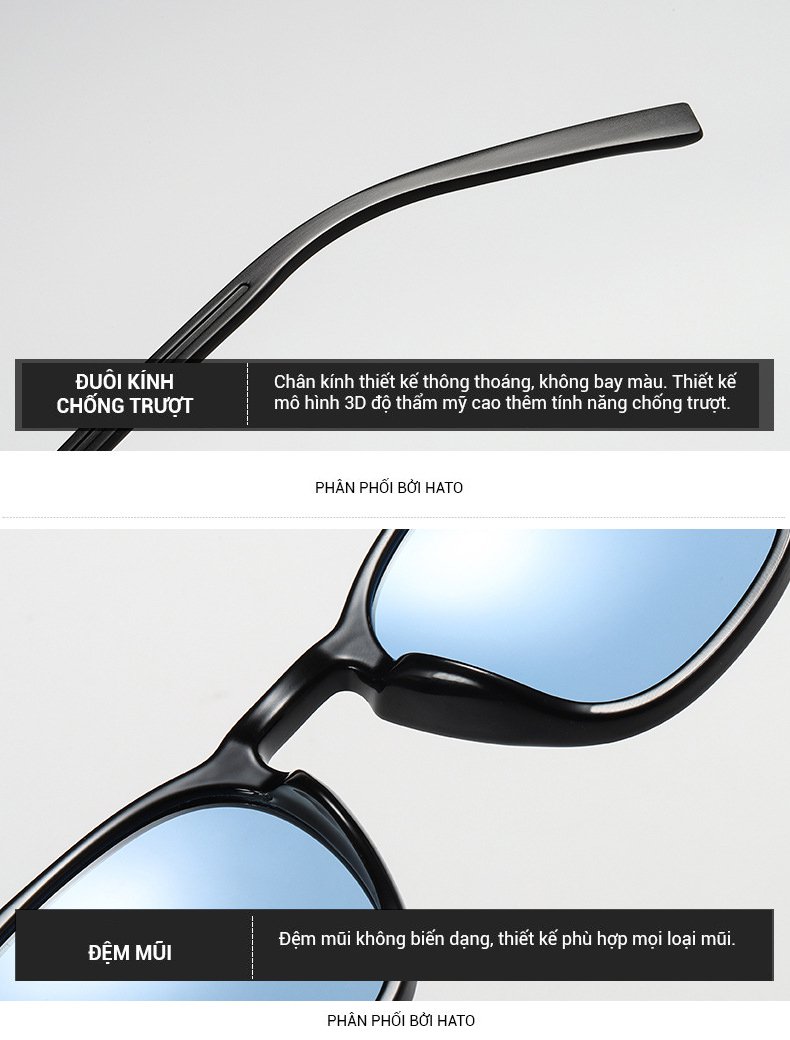 ĐUÔI KÍNH
CHỐNG TRƯỢT
Chân kính thiết kế thông thoáng, không bay màu. Thiết kế
mô hình 3D độ thẩm mỹ cao thêm tính năng chống trượt.
PHÂN PHỐI BỞI HATO
ĐỆM MŨI
Đệm mũi không biến dạng, thiết kế phù hợp mọi loại mũi.
PHÂN PHỐI BỞI HATO